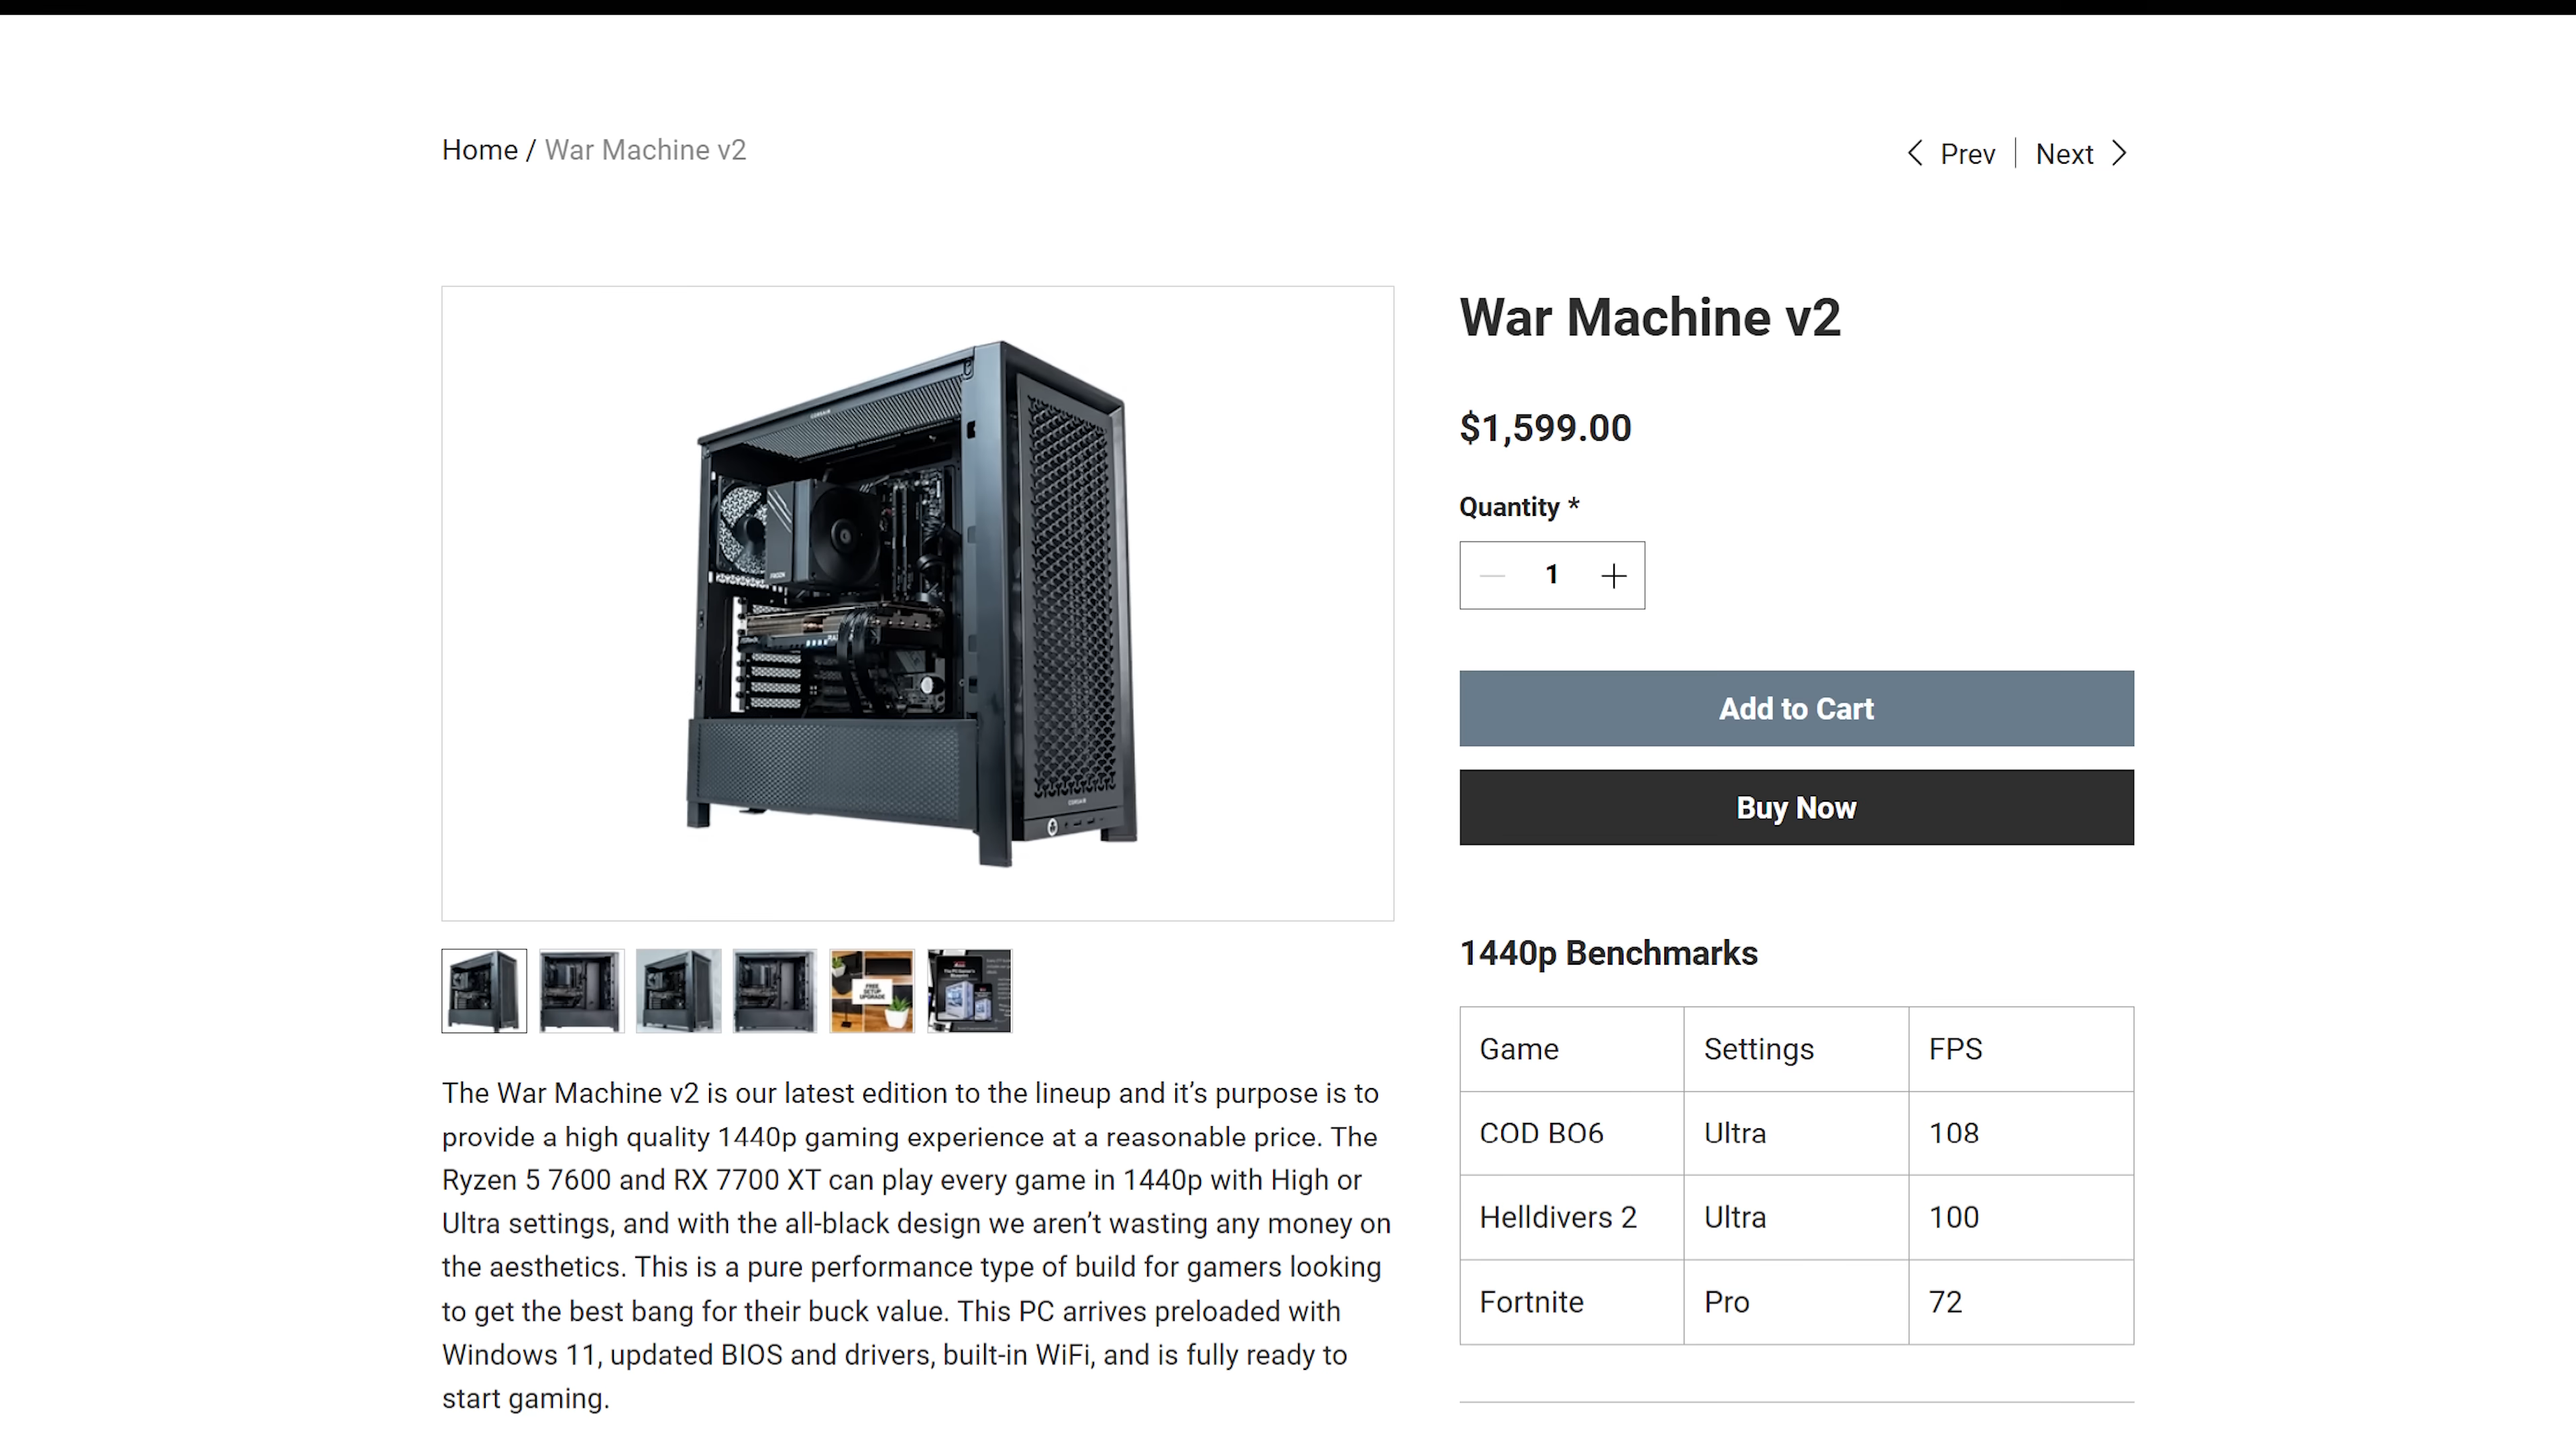 Home / War Machine v2
Prev
Next
War Machine v2
$1,599.00
Quantity *
1
Add to Cart
Buy Now
CORSAIR
FROZN
CORSAIR
FREE
SETUP
UPGRADE
The War Machine v2 is our latest edition to the lineup and it’s purpose is to
provide a high quality 1440p gaming experience at a reasonable price. The
Ryzen 5 7600 and RX 7700 XT can play every game in 1440p with High or
Ultra settings, and with the all-black design we aren’t wasting any money on
the aesthetics. This is a pure performance type of build for gamers looking
to get the best bang for their buck value. This PC arrives preloaded with
Windows 11, updated BIOS and drivers, built-in WiFi, and is fully ready to
start gaming.
1440p Benchmarks
Game Settings FPS
COD BO6 Ultra 108
Helldivers 2 Ultra 100
Fortnite Pro 72